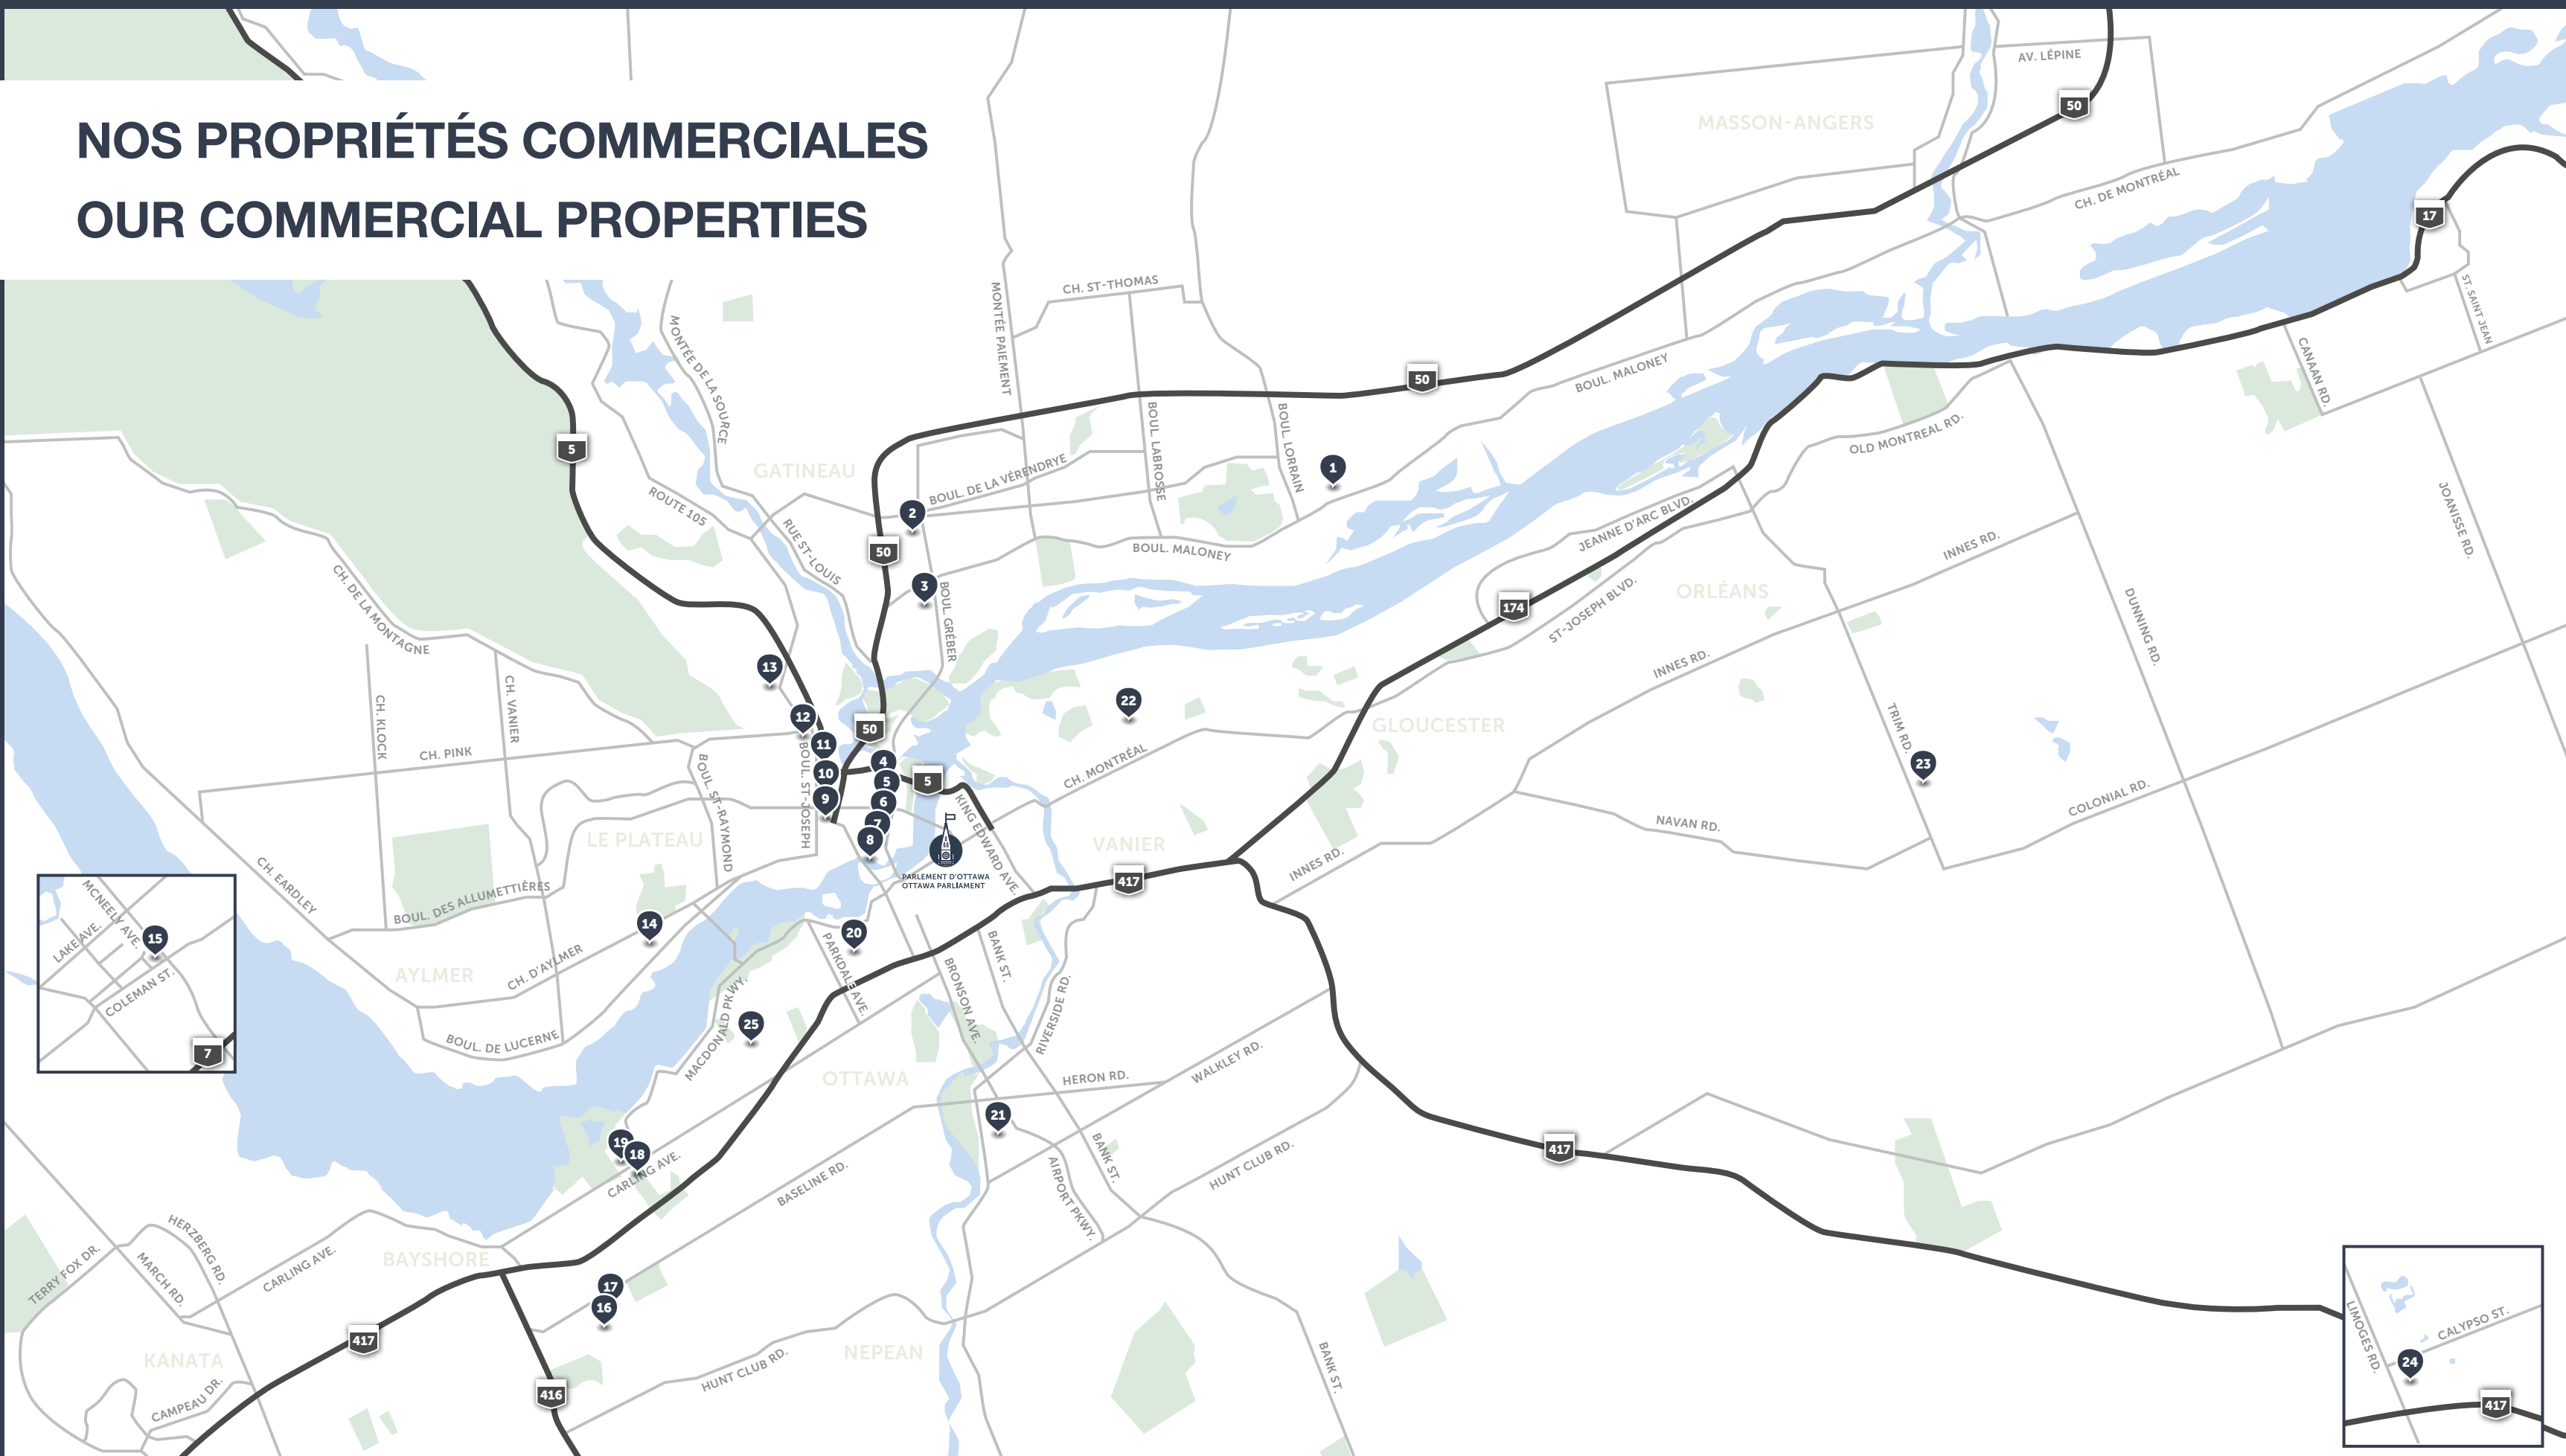 NOS PROPRIÉTÉS COMMERCIALES
OUR COMMERCIAL PROPERTIES
AV. LÉPINE
50
MASSON-ANGERS
CH. DE MONTRÉAL
17
ST. SAINT JEAN
CH. ST-THOMAS
MONTÉE PAIEMENT
MONTÉE DE LA SOURCE
50
BOUL. MALONEY
CANAAN RD.
5
GATINEAU
BOUL. DE LA VÉRENDRYE
BOUL. LABROSSE
BOUL. LORRAIN
1
OLD MONTREAL RD.
JOANISSE RD.
ROUTE 105
2
RUE ST-LOUIS
50
BOUL. MALONEY
JEANNE D'ARC BLVD.
INNES RD.
3
BOUL. GRÉBER
174
ST-JOSEPH BLVD.
ORLÉANS
DUNNING RD.
CH. DE LA MONTAGNE
13
INNES RD.
CH. KLOCK
CH. VANIER
12
22
50
GLOUCESTER
TRIM RD.
CH. PINK
11
BOUL. ST-JOSEPH
BOUL. ST-RAYMOND
10
4
5
5
CH. MONTRÉAL
23
9
6
KING EDWARD AVE.
COLONIAL RD.
7
8
LE PLATEAU
VANIER
NAVAN RD.
PARLEMENT D'OTTAWA
OTTAWA PARLIAMENT
417
INNES RD.
CH. EARDLEY
BOUL. DES ALLUMETTIÈRES
MCNEELY AVE.
LAKE AVE.
15
COLEMAN ST.
7
14
20
AYLMER
CH. D'AYLMER
PARKDALE AVE.
BRONSON AVE.
BANK ST.
RIVERSIDE RD.
BOUL. DE LUCERNE
MACDONALD PKWY.
25
OTTAWA
HERON RD.
WALKLEY RD.
21
19
18
CARLING AVE.
BASELINE RD.
BANK ST.
AIRPORT PKWY.
HUNT CLUB RD.
417
HERZBERG RD.
TERRY FOX DR.
MARCH RD.
CARLING AVE.
BAYSHORE
17
16
417
KANATA
CAMPEAU DR.
416
HUNT CLUB RD.
NEPEAN
BANK ST.
LIMOGES RD.
CALYPSO ST.
24
417